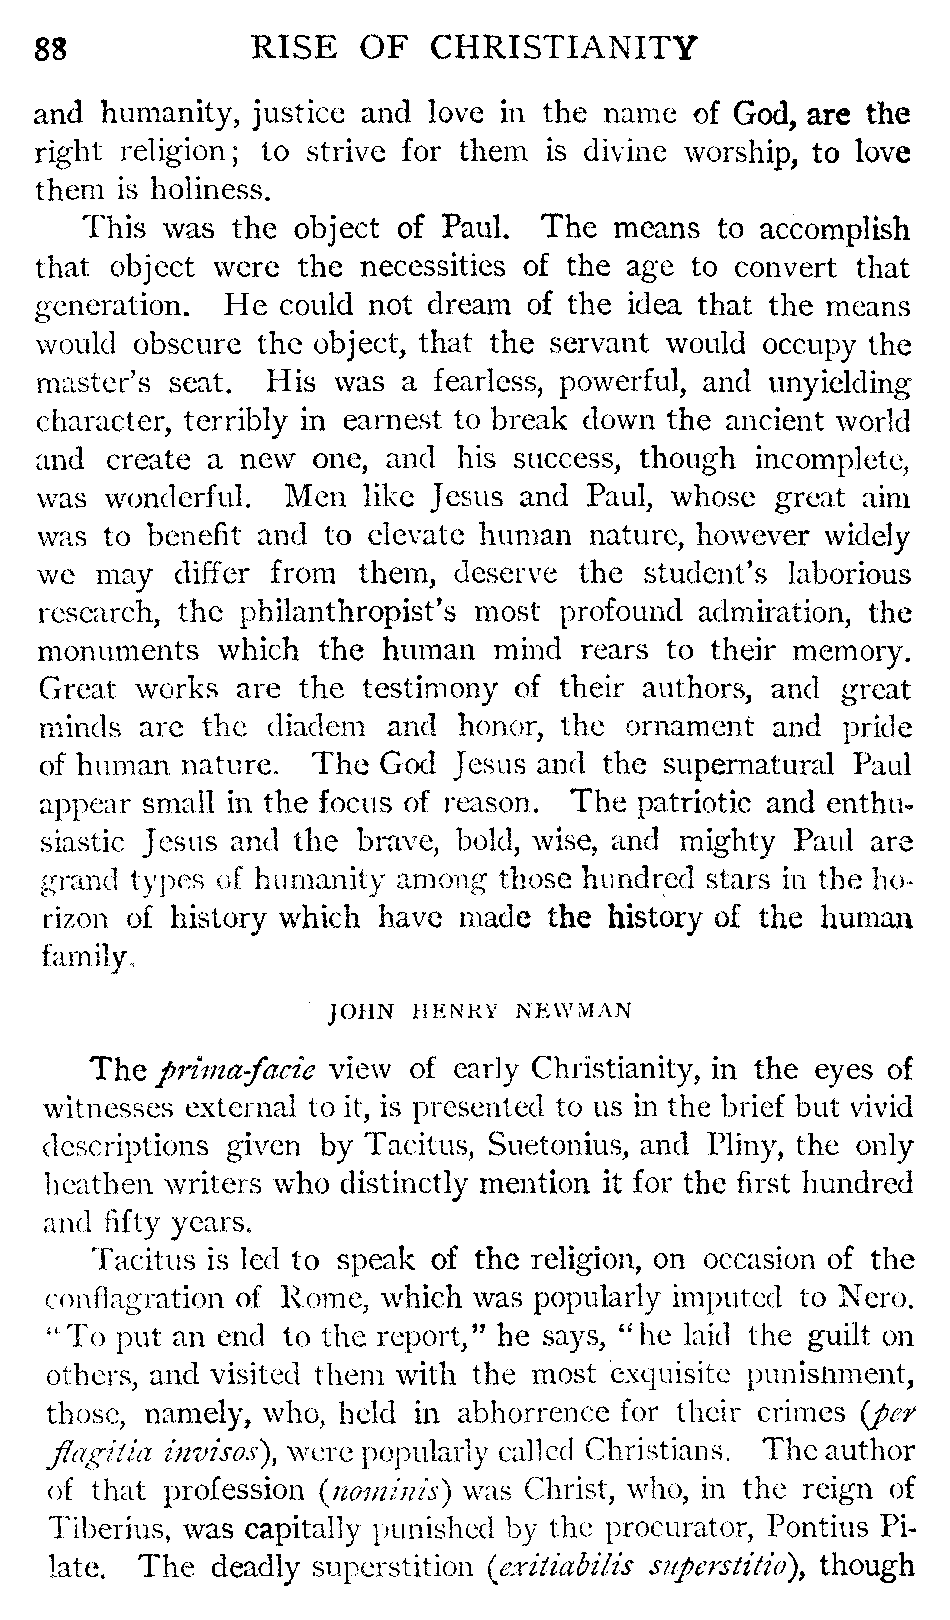 88 RISE OF CHRISTIANITY
and humanity, justice and love in the name of God, are the
right religion; to strive for them is divine worship, to love
them is holiness.
This was the object of Paul. The means to accomplish
that object were the necessities of the age to convert that
generation. He could not dream of the idea that the means
would obscure the object, that the servant would occupy the
master's seat. His was a fearless, powerful, and unyielding
character, terribly in earnest to break down the ancient world
and create a new one, and his success, though incomplete,
was wonderful. Men like Jesus and Paul, whose great aim
was to benefit and to elevate human nature, however widely
we may differ from them, deserve the student's laborious
research, the philanthropist's most profound admiration, the
monuments which the human mind rears to their memory.
Great works are the testimony of their authors, and great
minds are the diadem and honor, the ornament and pride
of human nature. The God Jesus and the supernatural Paul
appear small in the focus of reason. The patriotic and enthu-
siastic Jesus and the brave, bold, wise, and mighty Paul are
grand types of humanity among those hundred stars in the ho-
rizon of history which have made the history of the human
family.
JOHN HENRY NEWMAN
The prima-facie view of early Christianity, in the eyes of
witnesses external to it, is presented to us in the brief but vivid
descriptions given by Tacitus, Suetonius, and Pliny, the only
heathen writers who distinctly mention it for the first hundred
and fifty years.
Tacitus is led to speak of the religion, on occasion of the
conflagration of Rome, which was popularly imputed to Nero.
"To put an end to the report," he says, "he laid the guilt on
others, and visited them with the most exquisite punishment,
those, namely, who, held in abhorrence for their crimes (per
flagitia invisos), were popularly called Christians. The author
of that profession (nominis) was Christ, who, in the reign of
Tiberius, was capitally punished by the procurator, Pontius Pi-
late. The deadly superstition (exitiabilis superstitio), though